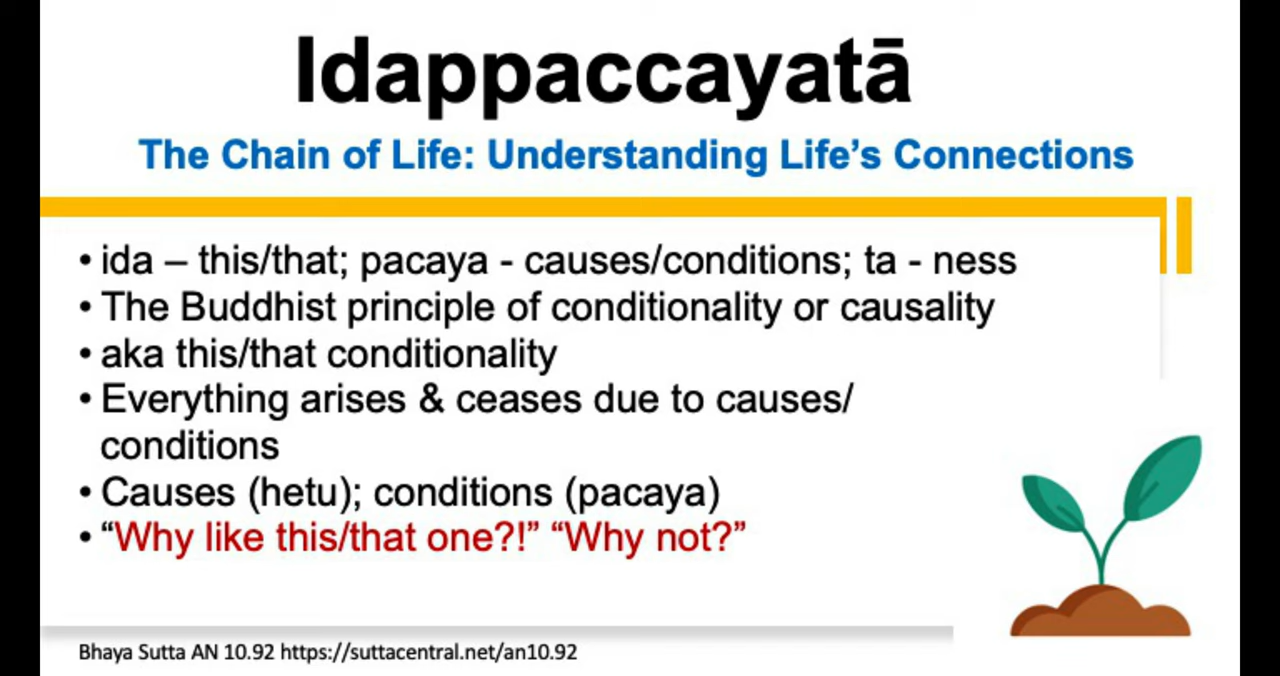 Idappaccayatā
The Chain of Life: Understanding Life's Connections
• ida – this/that; pacaya - causes/conditions; ta - ness
• The Buddhist principle of conditionality or causality
• aka this/that conditionality
• Everything arises & ceases due to causes/
conditions
• Causes (hetu); conditions (pacaya)
• “Why like this/that one?!” “Why not?”
Bhaya Sutta AN 10.92 https://suttacentral.net/an10.92